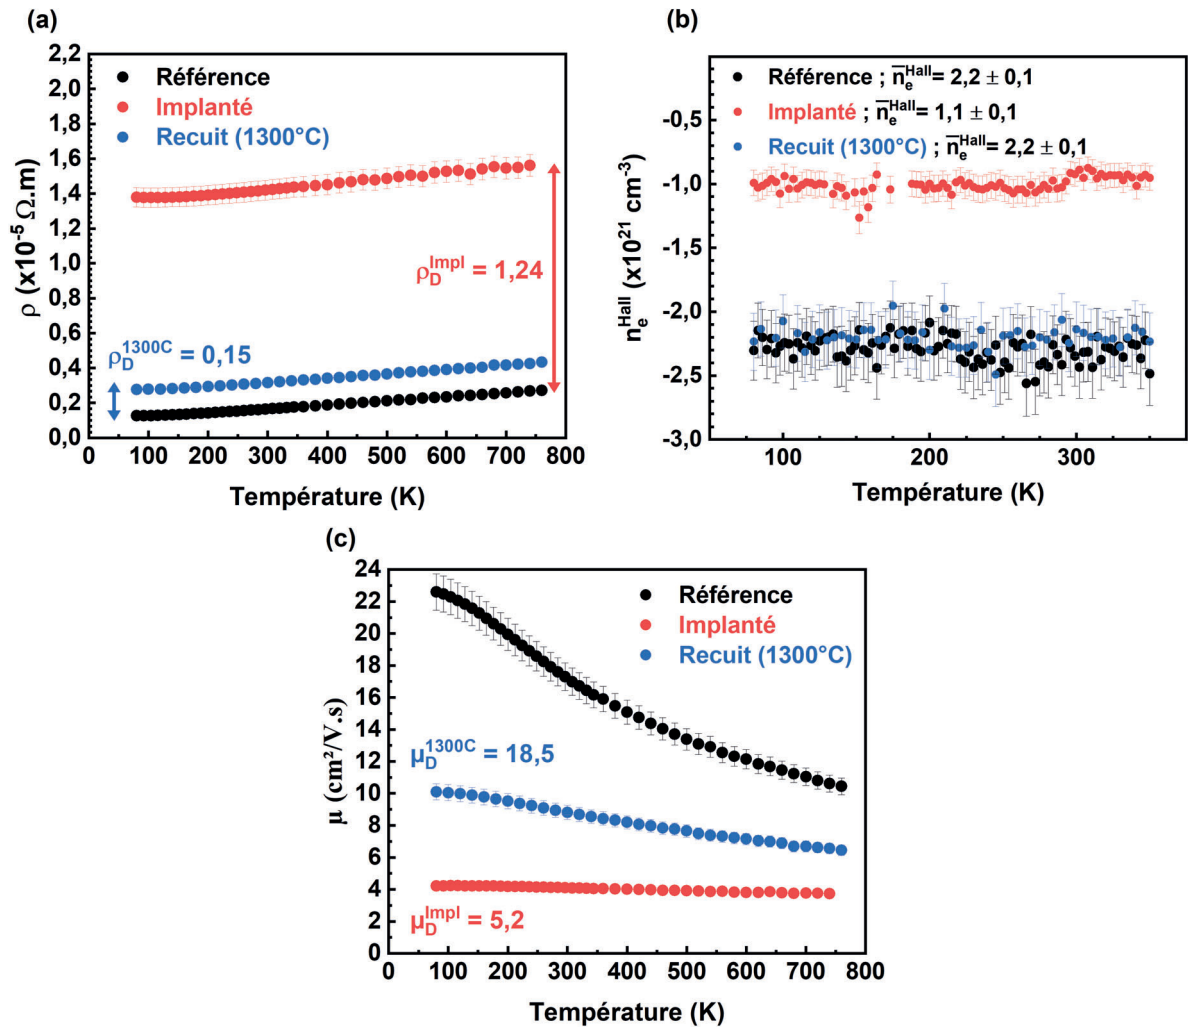 (a)
2,2
2,0
1,8
1,6
1,4
1,2
1,0
0,8
0,6
0,4
0,2
0,0
ρ (x10⁻⁵ Ω.m)
Référence
Implanté
Recuit (1300°C)
ρ_D^Impl = 1,24
ρ_D^1300C = 0,15
0 100 200 300 400 500 600 700 800
Température (K)
(b)
Référence ; n̅_e^Hall= 2,2 ± 0,1
Implanté ; n̅_e^Hall= 1,1 ± 0,1
Recuit (1300°C) ; n̅_e^Hall= 2,2 ± 0,1
-0,5
-1,0
-1,5
-2,0
-2,5
-3,0
n_e^Hall (x10²¹ cm⁻³)
100 200 300
Température (K)
(c)
24
22
20
18
16
14
12
10
8
6
4
2
0
μ (cm²/V.s)
Référence
Implanté
Recuit (1300°C)
μ_D^1300C = 18,5
μ_D^Impl = 5,2
0 100 200 300 400 500 600 700 800
Température (K)